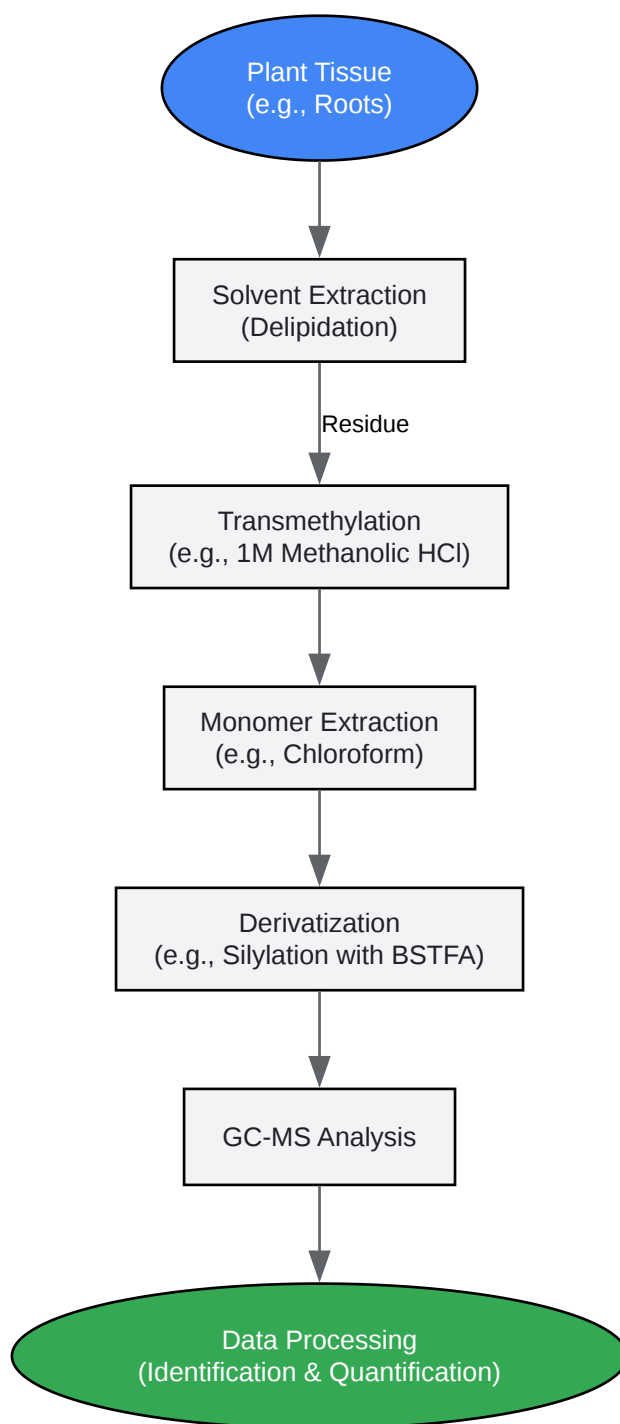 Plant Tissue
(e.g., Roots)
Solvent Extraction
(Delipidation)
Residue
Transmethylation
(e.g., 1M Methanolic HCl)
Monomer Extraction
(e.g., Chloroform)
Derivatization
(e.g., Silylation with BSTFA)
GC-MS Analysis
Data Processing
(Identification & Quantification)